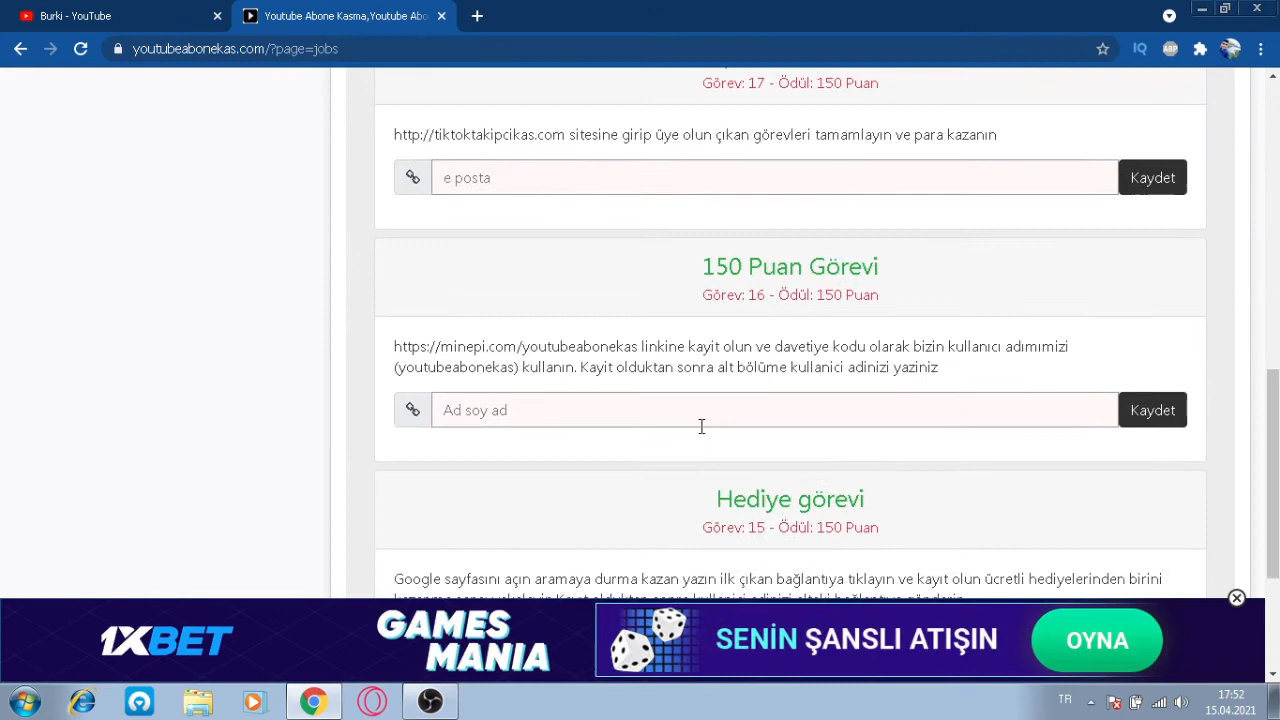 Burki - YouTube
Youtube Abone Kasma,Youtube Abo
youtubeabonekas.com/?page=jobs
IQ
ABP
Görev: 17 - Ödül: 150 Puan
http://tiktoktakipcikas.com sitesine girip üye olun çıkan görevleri tamamlayın ve para kazanın
e posta
Kaydet
150 Puan Görevi
Görev: 16 - Ödül: 150 Puan
https://minepi.com/youtubeabonekas linkine kayit olun ve davetiye kodu olarak bizin kullanıcı adımımizi
(youtubeabonekas) kullanın. Kayit olduktan sonra alt bölüme kullanici adinizi yaziniz
Ad soy ad
Kaydet
Hediye görevi
Görev: 15 - Ödül: 150 Puan
Google sayfasını açın aramaya durma kazan yazın ilk çıkan bağlantıya tıklayın ve kayıt olun ücretli hediyelerinden birini
1XBET
GAMES
MANIA
SENİN ŞANSLI ATIŞIN
OYNA
TR
17:52
15.04.2021